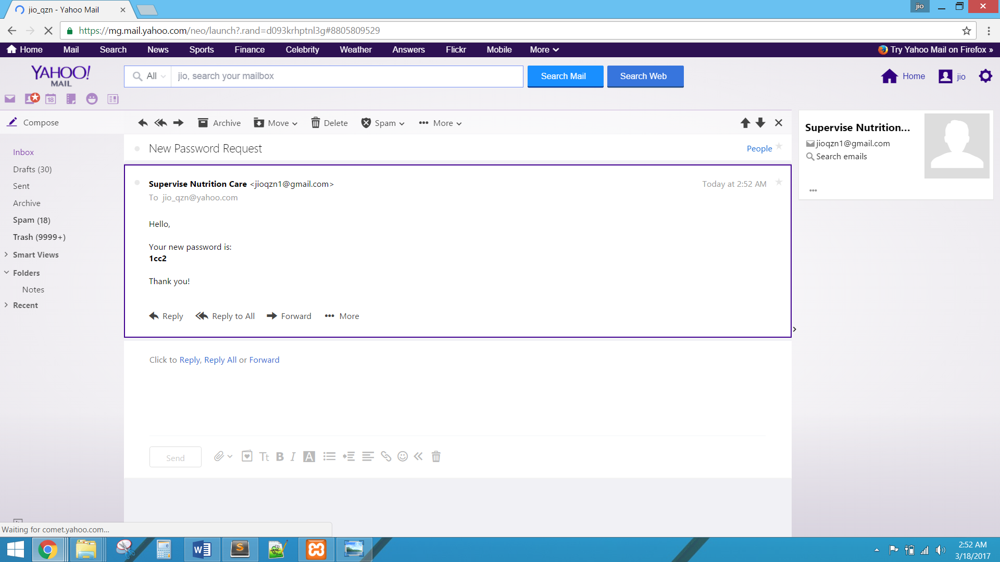 jio_qzn - Yahoo Mail
jio
https://mg.mail.yahoo.com/neo/launch?.rand=d093krhptnl3g#8805809529
Home Mail Search News Sports Finance Celebrity Weather Answers Flickr Mobile More Try Yahoo Mail on Firefox »
YAHOO!
MAIL
All jio, search your mailbox Search Mail Search Web Home jio
18
Compose
Archive Move Delete Spam More
Supervise Nutrition...
jioqzn1@gmail.com
Search emails
New Password Request People
Inbox
Drafts (30)
Sent
Archive
Spam (18)
Trash (9999+)
Smart Views
Folders
Notes
Recent
Supervise Nutrition Care <jioqzn1@gmail.com> Today at 2:52 AM
To jio_qzn@yahoo.com
Hello,
Your new password is:
1cc2
Thank you!
Reply Reply to All Forward More
Click to Reply, Reply All or Forward
Send Tt B I A
Waiting for comet.yahoo.com...
2:52 AM
3/18/2017